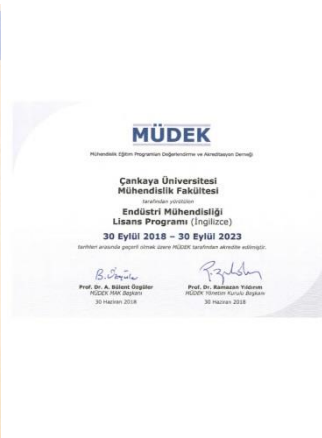 MÜDEK
Mühendislik Eğitim Programları Değerlendirme ve Akreditasyon Derneği
Çankaya Üniversitesi
Mühendislik Fakültesi
tarafından yürütülen
Endüstri Mühendisliği
Lisans Programı (İngilizce)
30 Eylül 2018 – 30 Eylül 2023
tarihleri arasında geçerli olmak üzere MÜDEK tarafından akredite edilmiştir.
B. Özgüler
Prof. Dr. A. Bülent Özgüler
MÜDEK MAK Başkanı
30 Haziran 2018
Prof. Dr. Ramazan Yıldırım
MÜDEK Yönetim Kurulu Başkanı
30 Haziran 2018